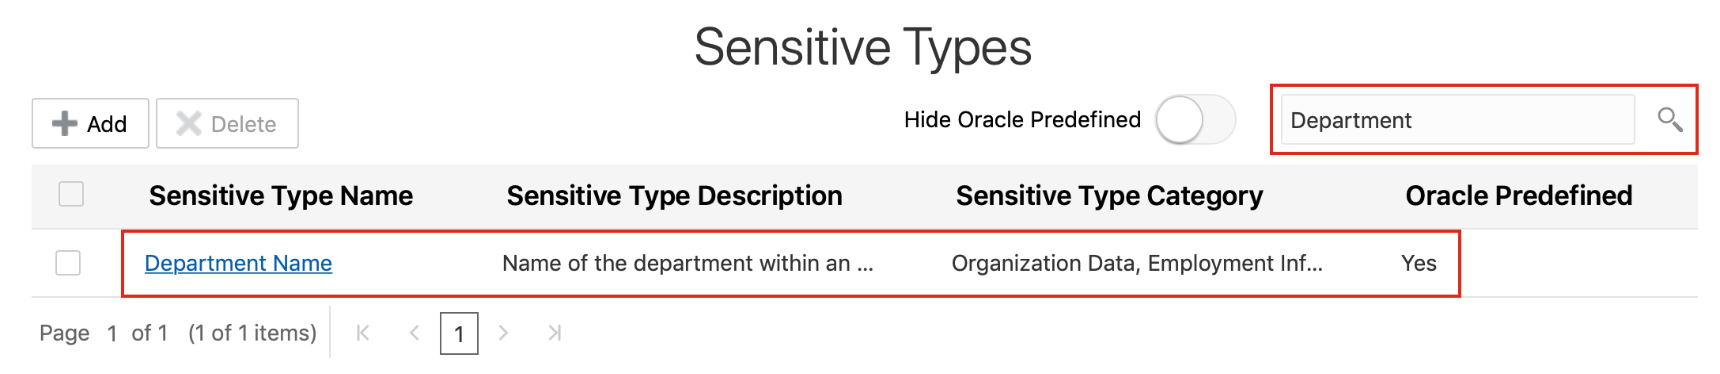 Sensitive Types
Add Delete Hide Oracle Predefined Department
Sensitive Type Name Sensitive Type Description Sensitive Type Category Oracle Predefined
Department Name Name of the department within an ... Organization Data, Employment Inf... Yes
Page 1 of 1 (1 of 1 items) 1